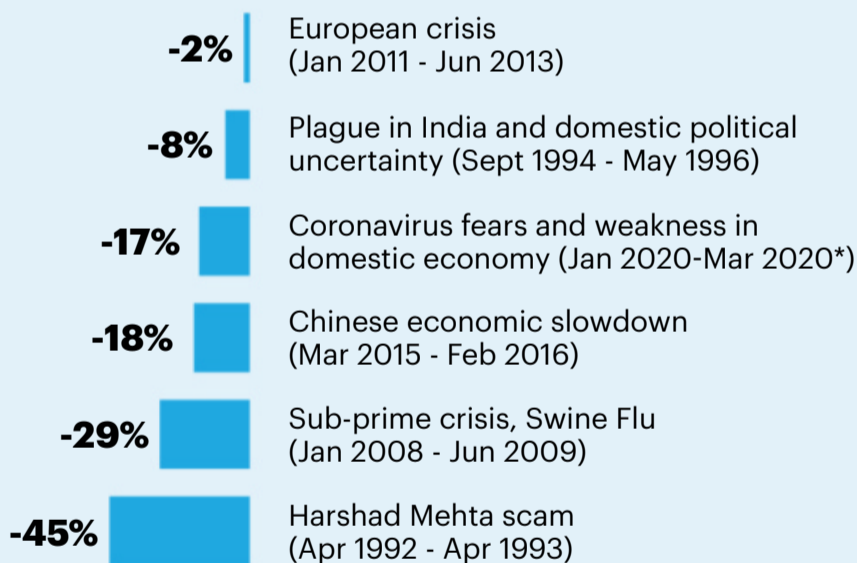 -2%
European crisis
(Jan 2011 - Jun 2013)
-8%
Plague in India and domestic political
uncertainty (Sept 1994 - May 1996)
-17%
Coronavirus fears and weakness in
domestic economy (Jan 2020-Mar 2020*)
-18%
Chinese economic slowdown
(Mar 2015 - Feb 2016)
-29%
Sub-prime crisis, Swine Flu
(Jan 2008 - Jun 2009)
-45%
Harshad Mehta scam
(Apr 1992 - Apr 1993)